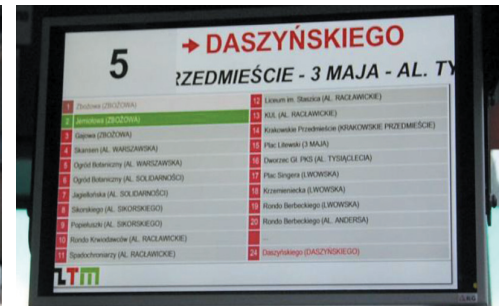 5
→ DASZYŃSKIEGO
RZEDMIEŚCIE - 3 MAJA - AL. TY
1 Zbożowa (ZBOŻOWA)
2 Jemiołowa (ZBOŻOWA)
3 Gajowa (ZBOŻOWA)
4 Skansen (AL. WARSZAWSKA)
5 Ogród Botaniczny (AL. WARSZAWSKA)
6 Ogród Botaniczny (AL. SOLIDARNOŚCI)
7 Jagiellońska (AL. SOLIDARNOŚCI)
8 Sikorskiego (AL. SIKORSKIEGO)
9 Popiełuszki (AL. SIKORSKIEGO)
10 Rondo Krwiodawców (AL. RACŁAWICKIE)
11 Spadochroniarzy (AL. RACŁAWICKIE)
12 Liceum im. Staszica (AL. RACŁAWICKIE)
13 KUL (AL. RACŁAWICKIE)
14 Krakowskie Przedmieście (KRAKOWSKIE PRZEDMIEŚCIE)
15 Plac Litewski (3 MAJA)
16 Dworzec Gł. PKS (AL. TYSIĄCLECIA)
17 Plac Singera (LWOWSKA)
18 Krzemieniecka (LWOWSKA)
19 Rondo Berbeckiego (LWOWSKA)
20 Rondo Berbeckiego (AL. ANDERSA)
...
24 Daszyńskiego (DASZYŃSKIEGO)
LTM